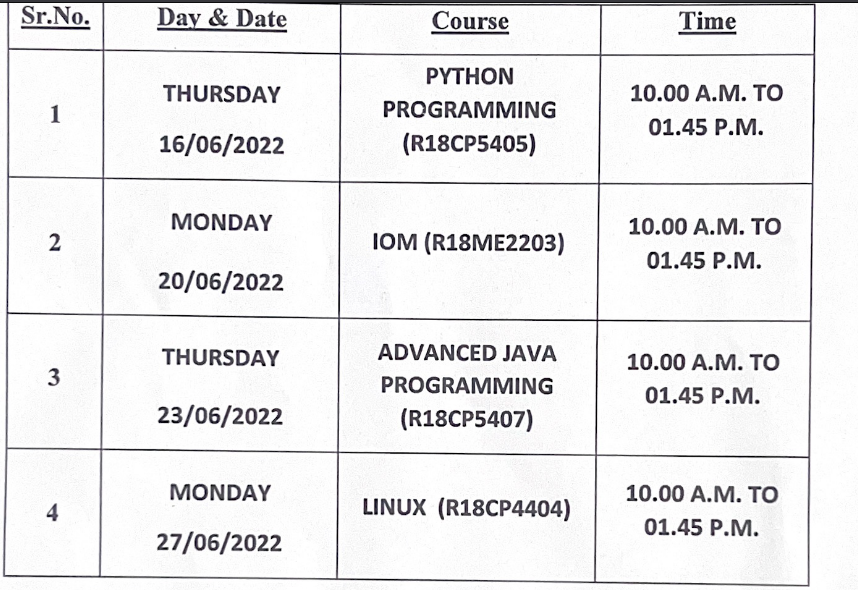 Sr.No. Day & Date Course Time
1
THURSDAY
16/06/2022
PYTHON
PROGRAMMING
(R18CP5405)
10.00 A.M. TO
01.45 P.M.
2
MONDAY
20/06/2022
IOM (R18ME2203)
10.00 A.M. TO
01.45 P.M.
3
THURSDAY
23/06/2022
ADVANCED JAVA
PROGRAMMING
(R18CP5407)
10.00 A.M. TO
01.45 P.M.
4
MONDAY
27/06/2022
LINUX (R18CP4404)
10.00 A.M. TO
01.45 P.M.